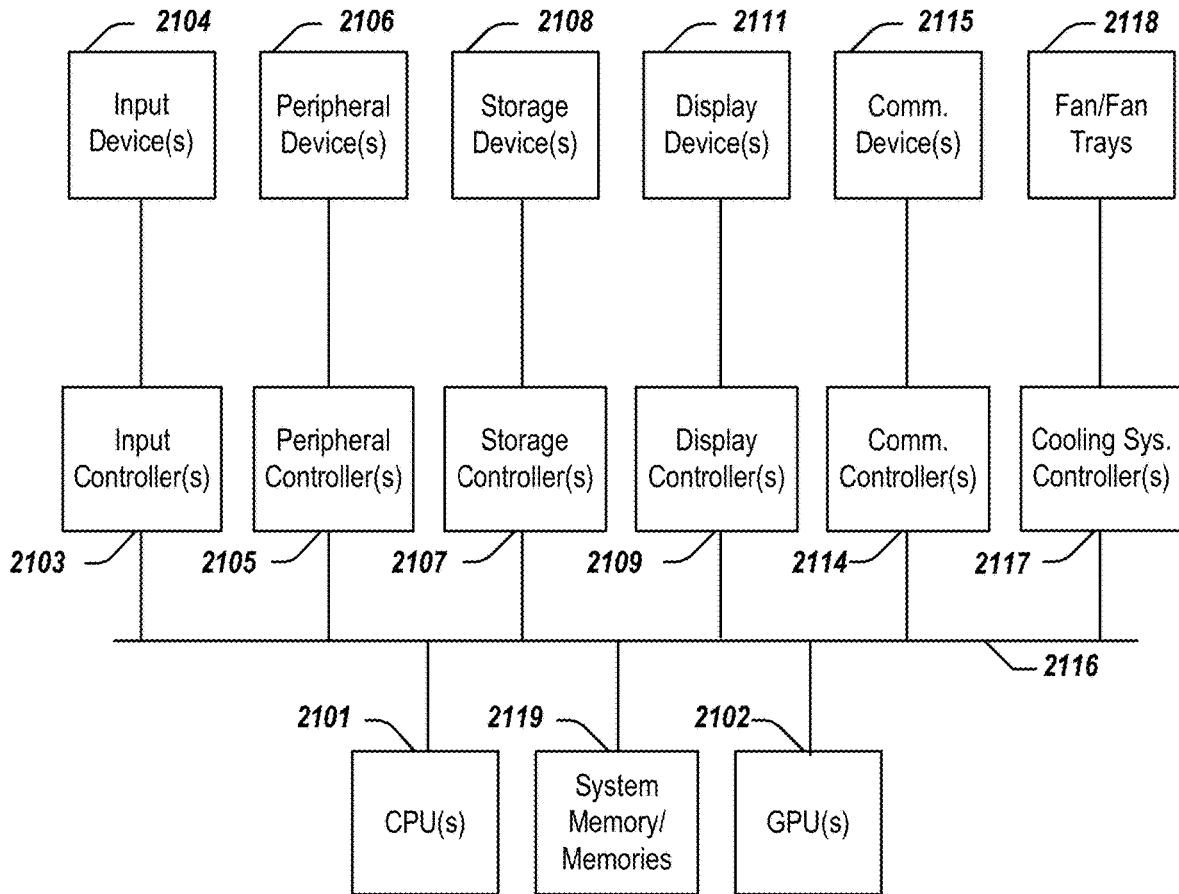 2104
2106
2108
2111
2115
2118
Input
Device(s)
Peripheral
Device(s)
Storage
Device(s)
Display
Device(s)
Comm.
Device(s)
Fan/Fan
Trays
Input
Controller(s)
Peripheral
Controller(s)
Storage
Controller(s)
Display
Controller(s)
Comm.
Controller(s)
Cooling Sys.
Controller(s)
2103
2105
2107
2109
2114
2117
2116
2101
2119
2102
CPU(s)
System
Memory/
Memories
GPU(s)